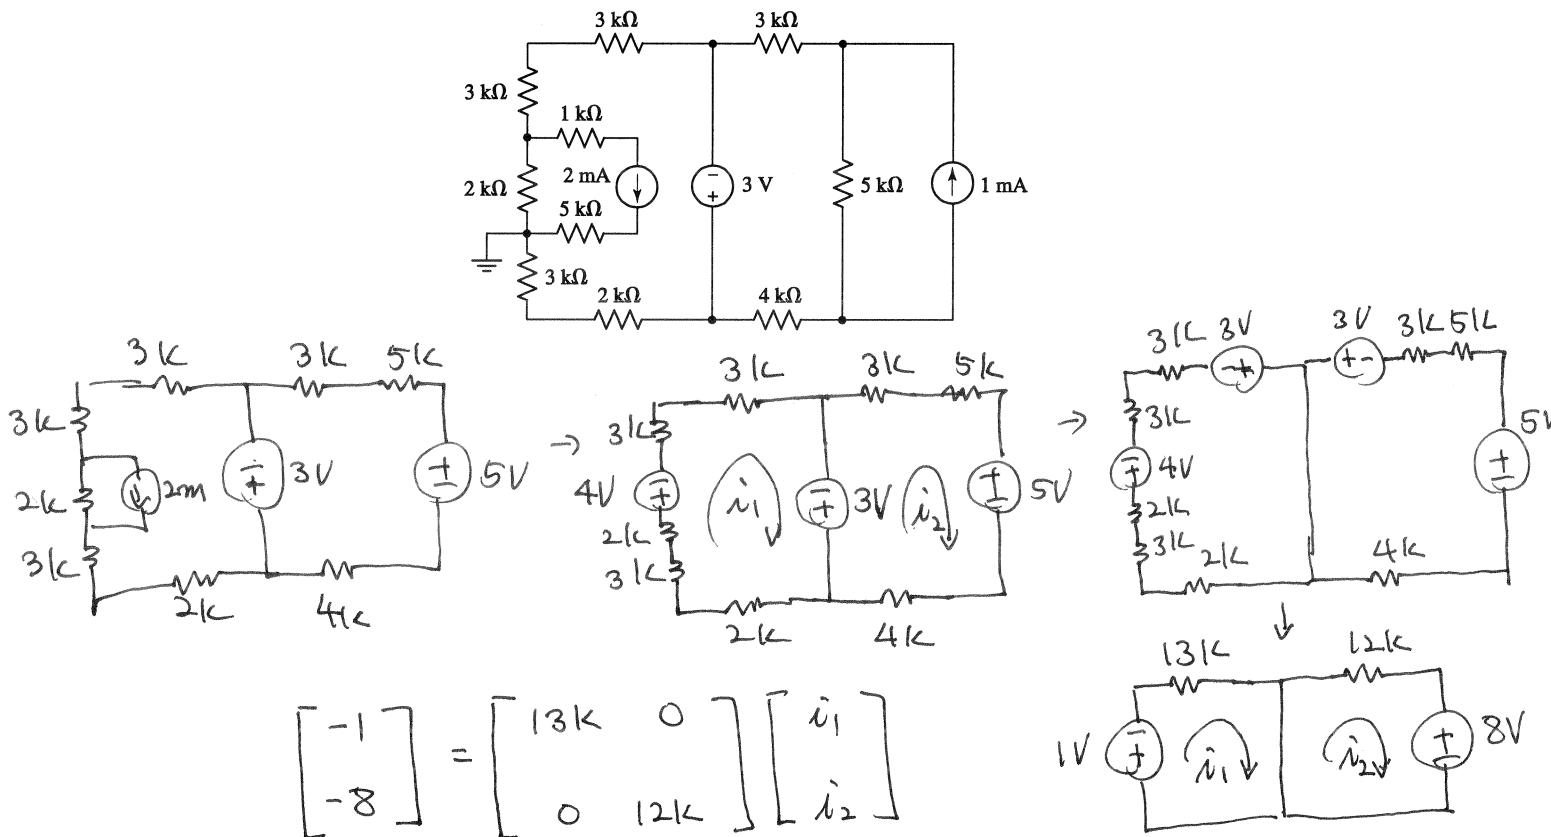 3 kΩ 3 kΩ
3 kΩ
1 kΩ
2 kΩ 2 mA − + 3 V 5 kΩ 1 mA
5 kΩ
3 kΩ
2 kΩ 4 kΩ
3k 3k 5k
3k
2k 2m − + 3V + − 5V
3k
2k 4k
→
3k 3k 5k
3k
4V − + i1 − + 3V i2 + − 5V
2k
3k
2k 4k
→
3k 3V 3V 3k 5k
− + + −
3k
− + 4V + − 5V
2k
3k
2k 4k
↓
13k 12k
1V − + i1 i2 + − 8V
[ -1 ] = [ 13k 0 ] [ i1 ]
[ -8 ] [ 0 12k ] [ i2 ]